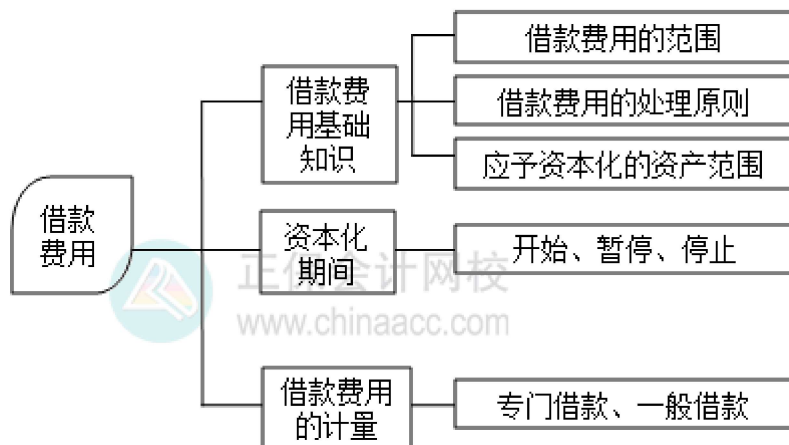 借款费用的范围
借款费
用基础
知识
借款费用的处理原则
应予资本化的资产范围
借款
费用
资本化
期间
开始、暂停、停止
正保会计网校
www.chinaacc.com
借款费用
的计量
专门借款、一般借款